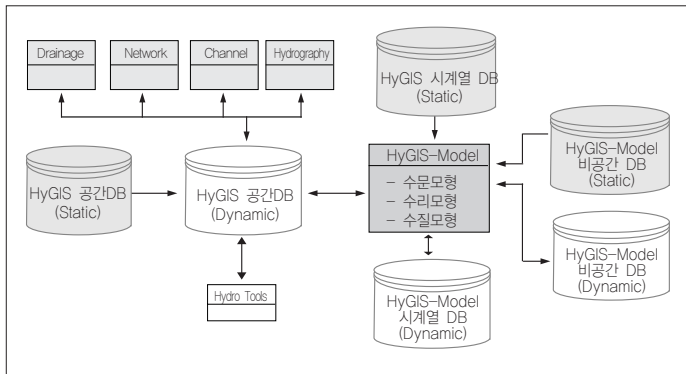 Drainage
Network
Channel
Hydrography
HyGIS 시계열 DB
(Static)
HyGIS 공간DB
(Static)
HyGIS 공간DB
(Dynamic)
HyGIS-Model
- 수문모형
- 수리모형
- 수질모형
HyGIS-Model
비공간 DB
(Static)
HyGIS-Model
비공간 DB
(Dynamic)
Hydro Tools
HyGIS-Model
시계열 DB
(Dynamic)